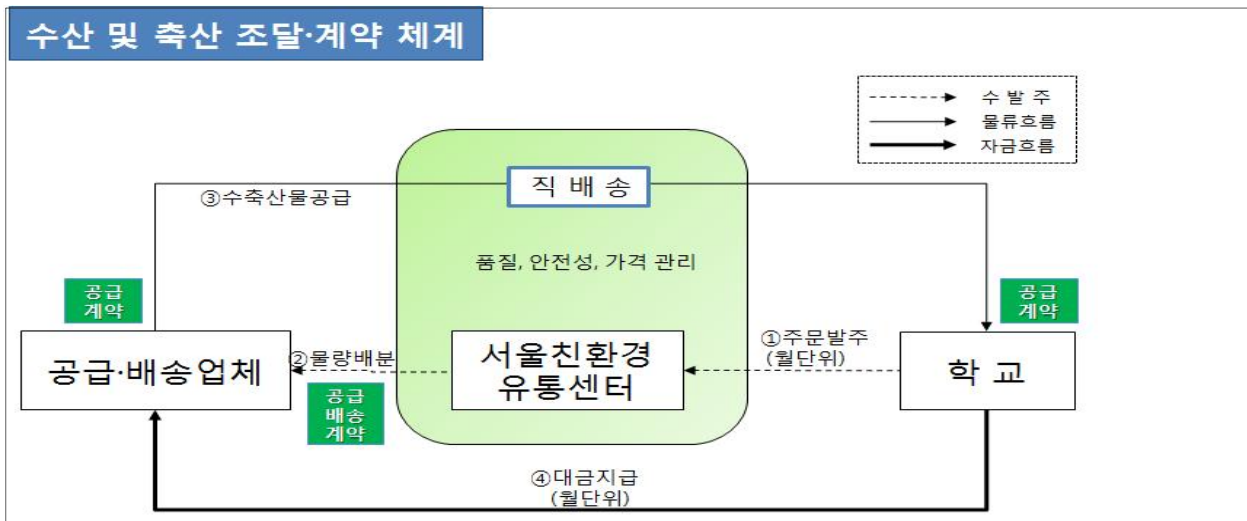 수산 및 축산 조달·계약 체계
수 발 주
물류흐름
자금흐름
직 배 송
③수축산물공급
품질, 안전성, 가격 관리
공급
계약
공급
계약
공급·배송업체
②물량배분
서울친환경
유통센터
①주문발주
(월단위)
학 교
공급
배송
계약
④대금지급
(월단위)